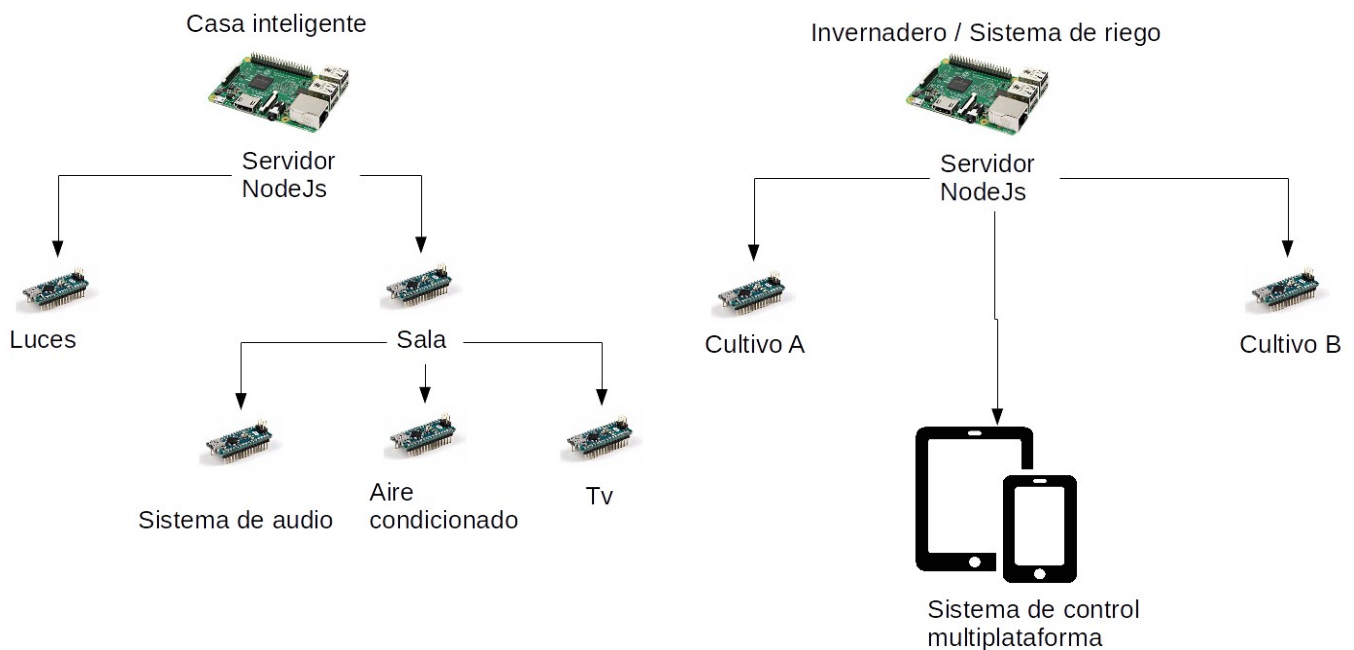 Casa inteligente
Servidor
NodeJs
Luces
Sala
Sistema de audio
Aire
condicionado
Tv
Invernadero / Sistema de riego
Servidor
NodeJs
Cultivo A
Cultivo B
Sistema de control
multiplataforma